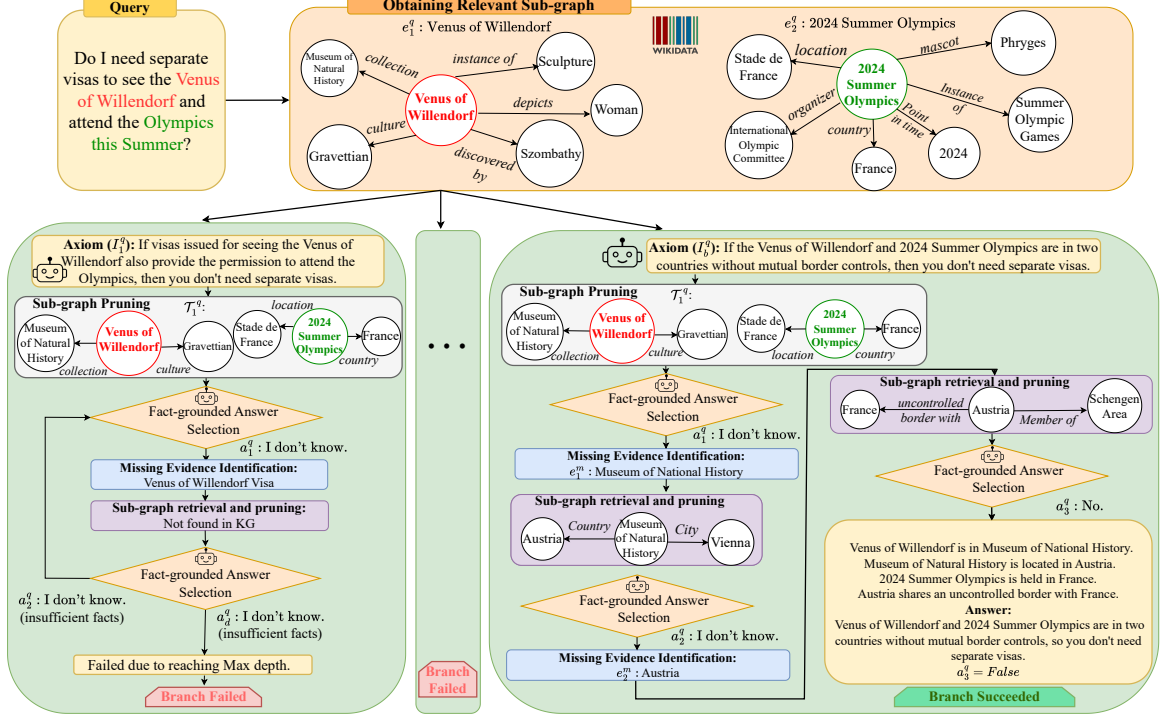 Query
Do I need separate
visas to see the Venus
of Willendorf and
attend the Olympics
this Summer?
Obtaining Relevant Sub-graph
e_1^q : Venus of Willendorf
WIKIDATA
e_2^q : 2024 Summer Olympics
Museum of
Natural
History
collection
instance of
Sculpture
Venus of
Willendorf
depicts
Woman
culture
Gravettian
discovered
by
Szombathy
Stade de
France
location
mascot
Phryges
2024
Summer
Olympics
organizer
International
Olympic
Committee
country
France
Point
in time
2024
Instance
of
Summer
Olympic
Games
Axiom (I_1^q): If visas issued for seeing the Venus of
Willendorf also provide the permission to attend the
Olympics, then you don't need separate visas.
Sub-graph Pruning
T_1^q:
Museum
of Natural
History
collection
Venus of
Willendorf
culture
Gravettian
location
Stade de
France
2024
Summer
Olympics
country
France
Fact-grounded Answer
Selection
a_1^q : I don't know.
Missing Evidence Identification:
Venus of Willendorf Visa
Sub-graph retrieval and pruning:
Not found in KG
Fact-grounded Answer
Selection
a_2^q : I don't know.
(insufficient facts)
a_d^q : I don't know.
(insufficient facts)
Failed due to reaching Max depth.
Branch Failed
...
Branch
Failed
Axiom (I_b^q): If the Venus of Willendorf and 2024 Summer Olympics are in two
countries without mutual border controls, then you don't need separate visas.
Sub-graph Pruning
T_1^q:
Museum
of Natural
History
collection
Venus of
Willendorf
culture
Gravettian
Stade de
France
location
2024
Summer
Olympics
country
France
Fact-grounded Answer
Selection
a_1^q : I don't know.
Missing Evidence Identification:
e_1^m : Museum of National History
Sub-graph retrieval and pruning
Austria
Country
Museum
of Natural
History
City
Vienna
Fact-grounded Answer
Selection
a_2^q : I don't know.
Missing Evidence Identification:
e_2^m : Austria
Sub-graph retrieval and pruning
France
uncontrolled
border with
Austria
Member of
Schengen
Area
Fact-grounded Answer
Selection
a_3^q : No.
Venus of Willendorf is in Museum of National History.
Museum of Natural History is located in Austria.
2024 Summer Olympics is held in France.
Austria shares an uncontrolled border with France.
Answer:
Venus of Willendorf and 2024 Summer Olympics are in two
countries without mutual border controls, so you don't need
separate visas.
a_3^q = False
Branch Succeeded